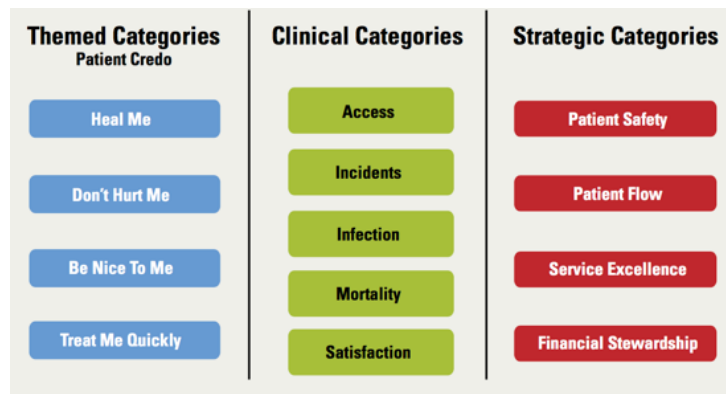 Themed Categories
Patient Credo
Heal Me
Don't Hurt Me
Be Nice To Me
Treat Me Quickly
Clinical Categories
Access
Incidents
Infection
Mortality
Satisfaction
Strategic Categories
Patient Safety
Patient Flow
Service Excellence
Financial Stewardship